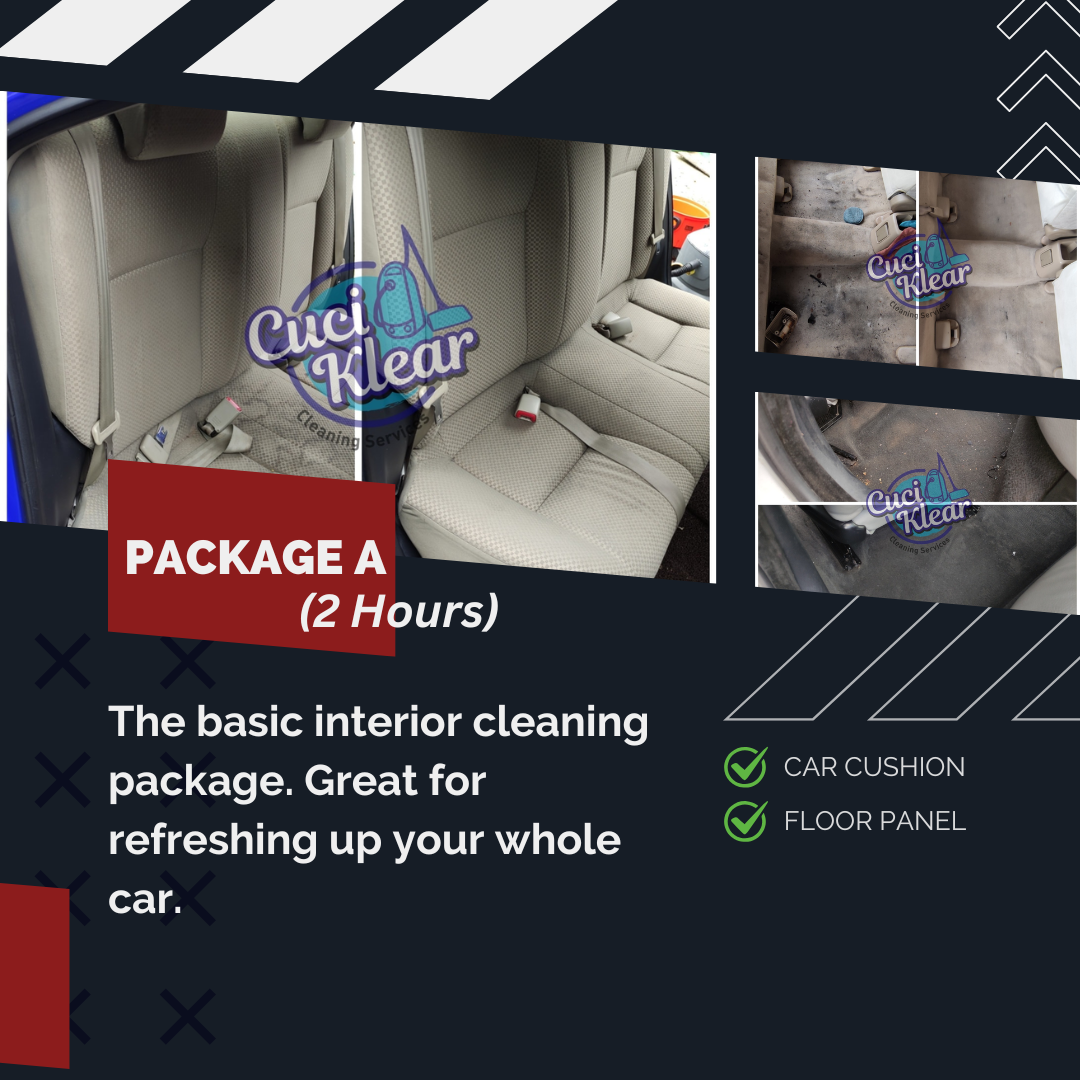 Cuci
Klear
Cleaning Services
Cuci
Klear
Cleaning Services
Cuci
Klear
Cleaning Services
PACKAGE A
(2 Hours)
The basic interior cleaning
package. Great for
refreshing up your whole
car.
CAR CUSHION
FLOOR PANEL